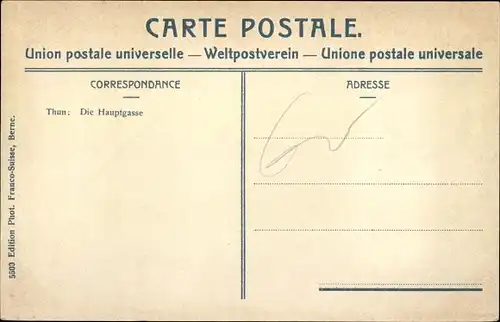 CARTE POSTALE.
Union postale universelle — Weltpostverein — Unione postale universale
CORRESPONDANCE
ADRESSE
Thun: Die Hauptgasse
5503 Edition Phot. Franco-Suisse, Berne.